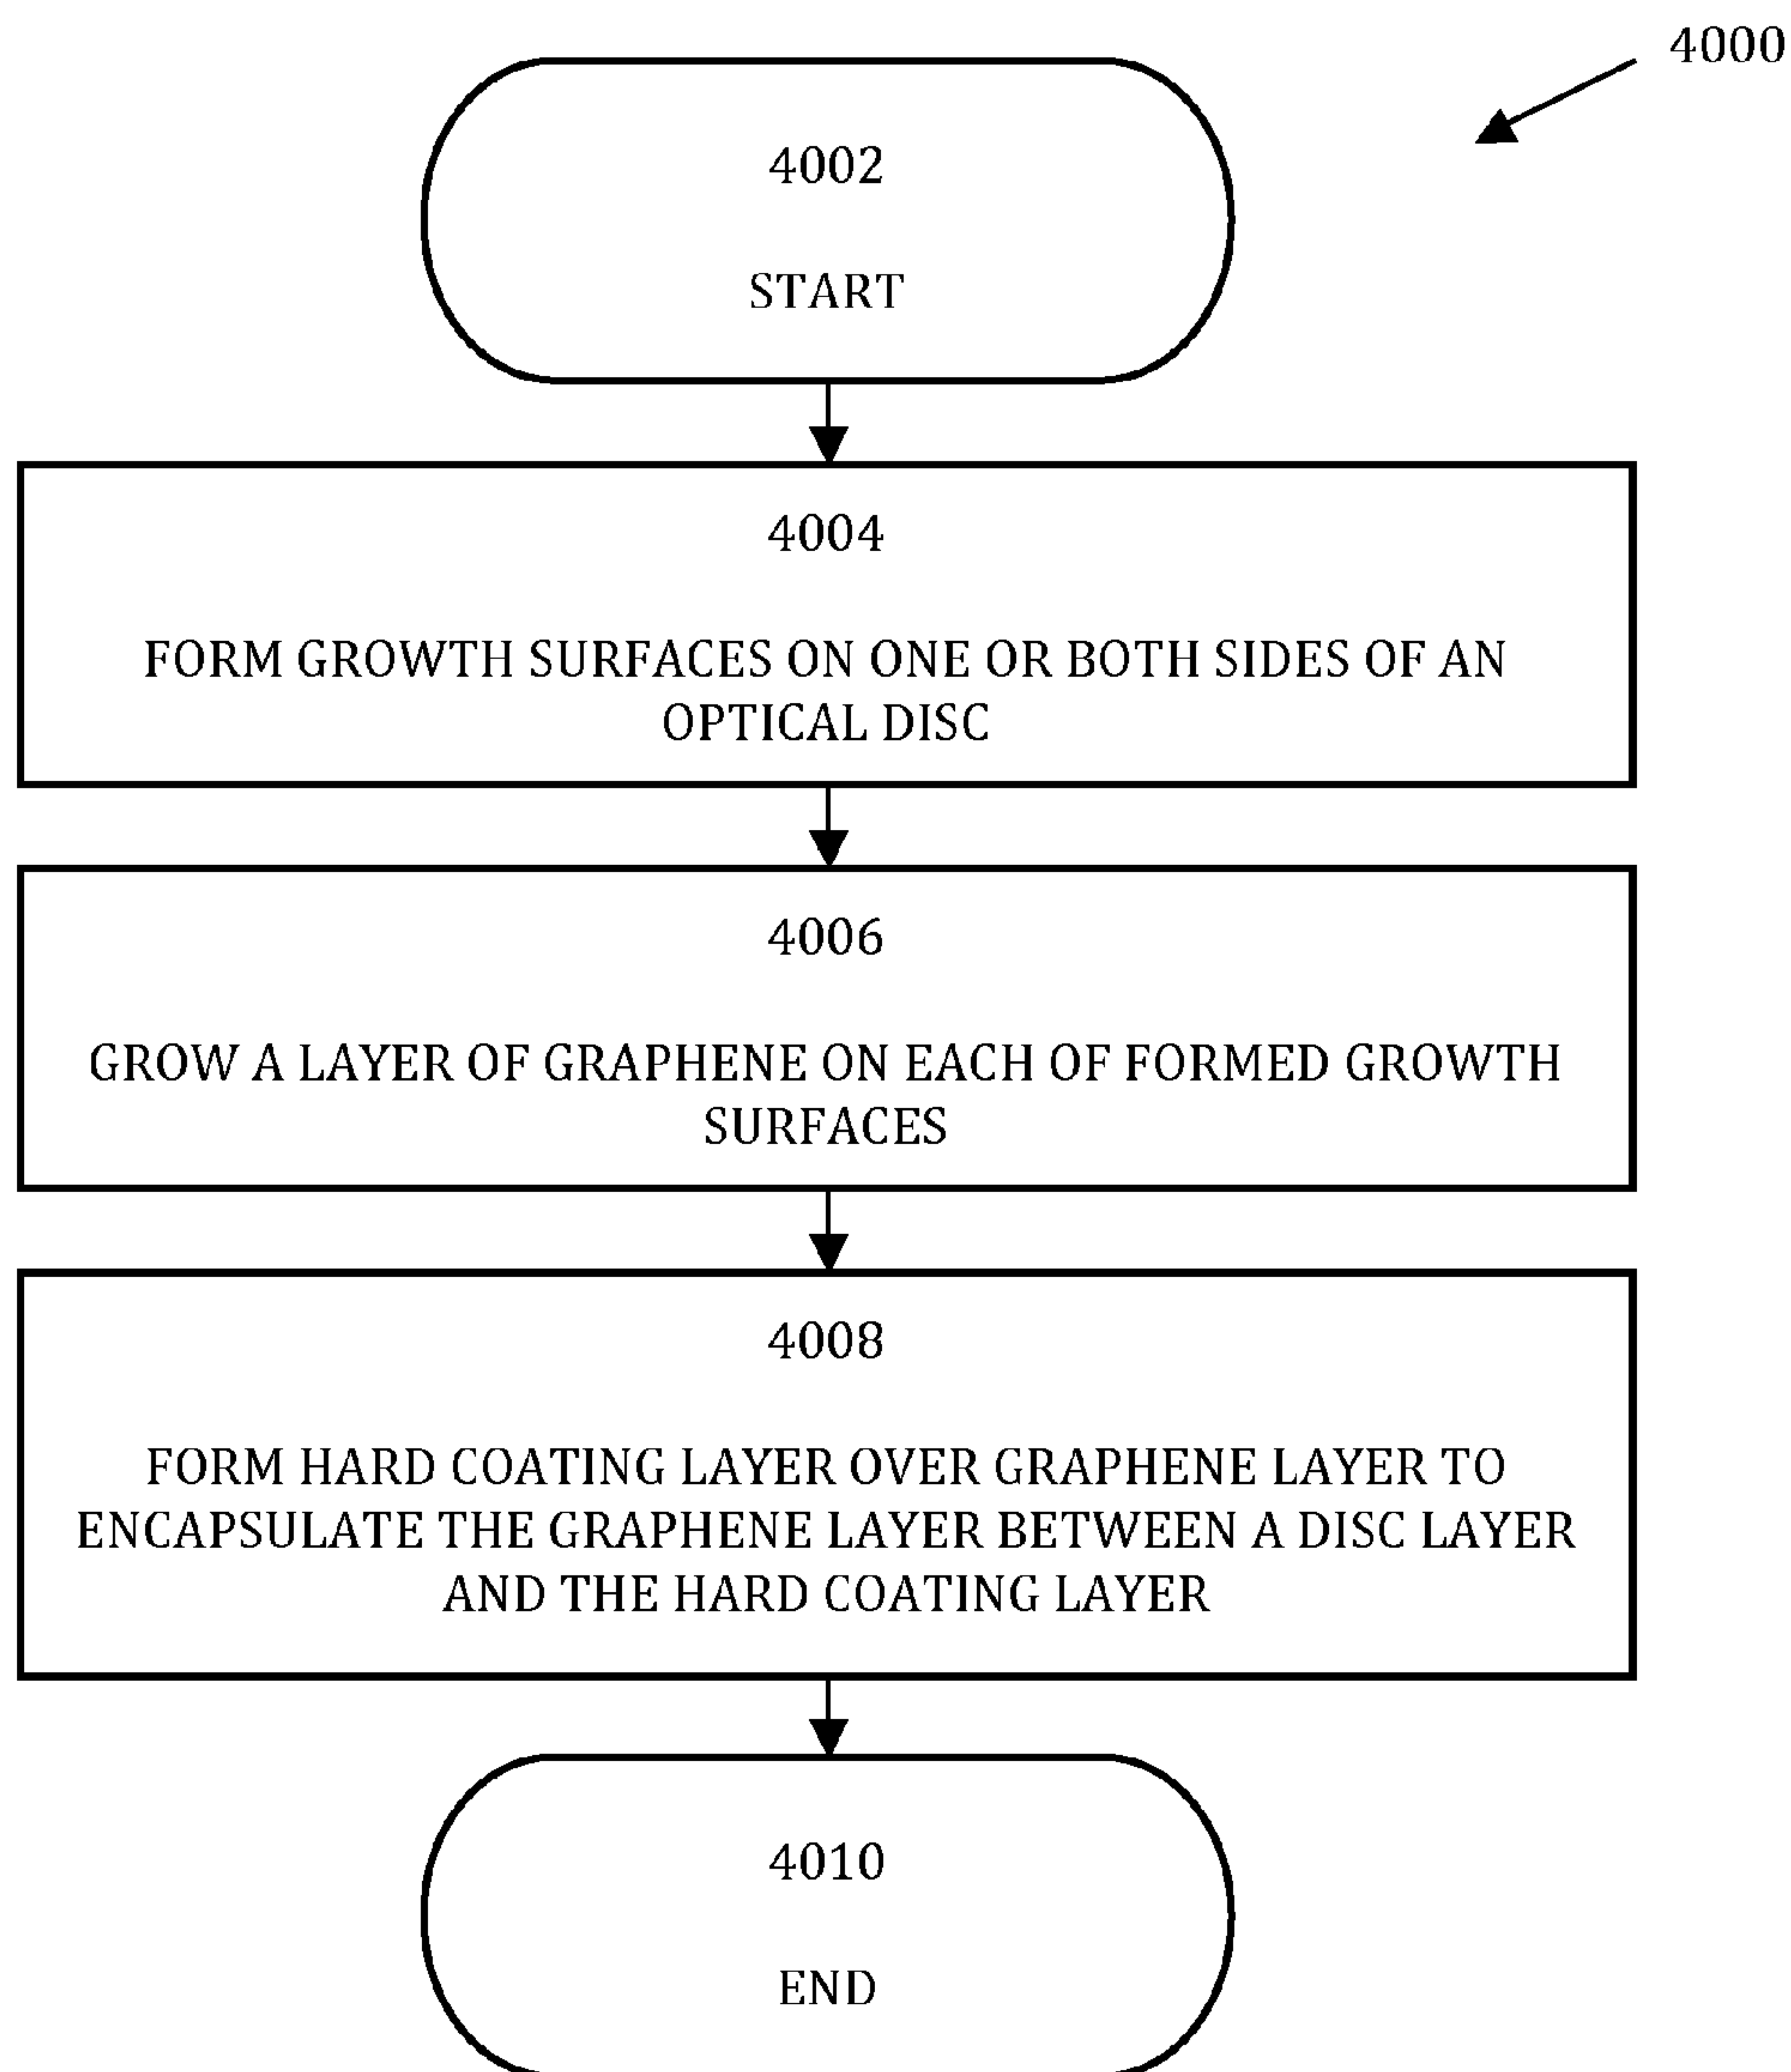 4000
4002
START
4004
FORM GROWTH SURFACES ON ONE OR BOTH SIDES OF AN
OPTICAL DISC
4006
GROW A LAYER OF GRAPHENE ON EACH OF FORMED GROWTH
SURFACES
4008
FORM HARD COATING LAYER OVER GRAPHENE LAYER TO
ENCAPSULATE THE GRAPHENE LAYER BETWEEN A DISC LAYER
AND THE HARD COATING LAYER
4010
END